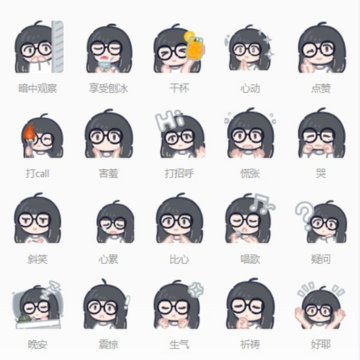 暗中观察 享受刨冰 干杯 心动 点赞
Hi
打call 害羞 打招呼 慌张 哭
斜笑 心累 比心 唱歌 疑问
晚安 震惊 生气 祈祷 好耶